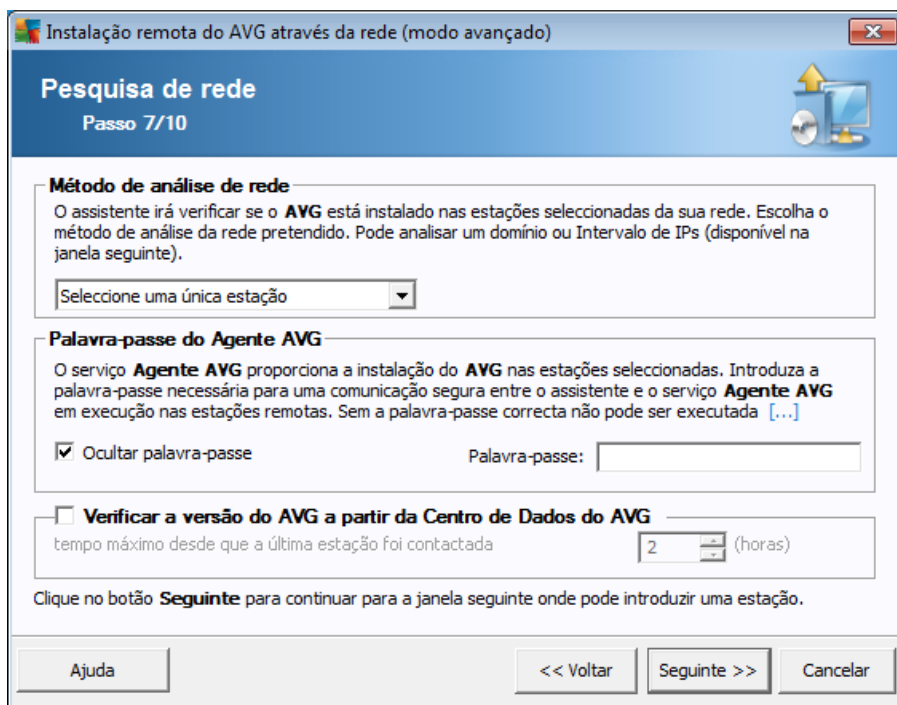 Instalação remota do AVG através da rede (modo avançado)
Pesquisa de rede
Passo 7/10
Método de análise de rede
O assistente irá verificar se o AVG está instalado nas estações seleccionadas da sua rede. Escolha o
método de análise da rede pretendido. Pode analisar um domínio ou Intervalo de IPs (disponível na
janela seguinte).
Seleccione uma única estação
Palavra-passe do Agente AVG
O serviço Agente AVG proporciona a instalação do AVG nas estações seleccionadas. Introduza a
palavra-passe necessária para uma comunicação segura entre o assistente e o serviço Agente AVG
em execução nas estações remotas. Sem a palavra-passe correcta não pode ser executada [...]
Ocultar palavra-passe Palavra-passe:
Verificar a versão do AVG a partir da Centro de Dados do AVG
tempo máximo desde que a última estação foi contactada 2 (horas)
Clique no botão Seguinte para continuar para a janela seguinte onde pode introduzir uma estação.
Ajuda << Voltar Seguinte >> Cancelar